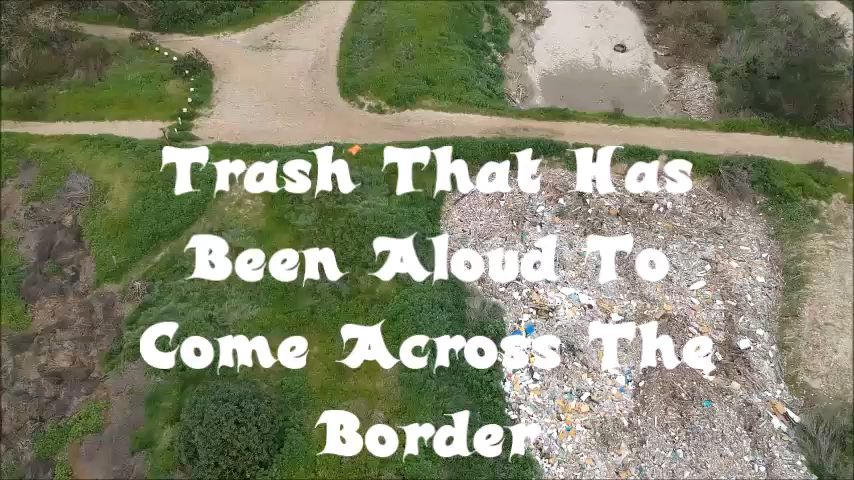 Trash That Has
Been Aloud To
Come Across The
Border